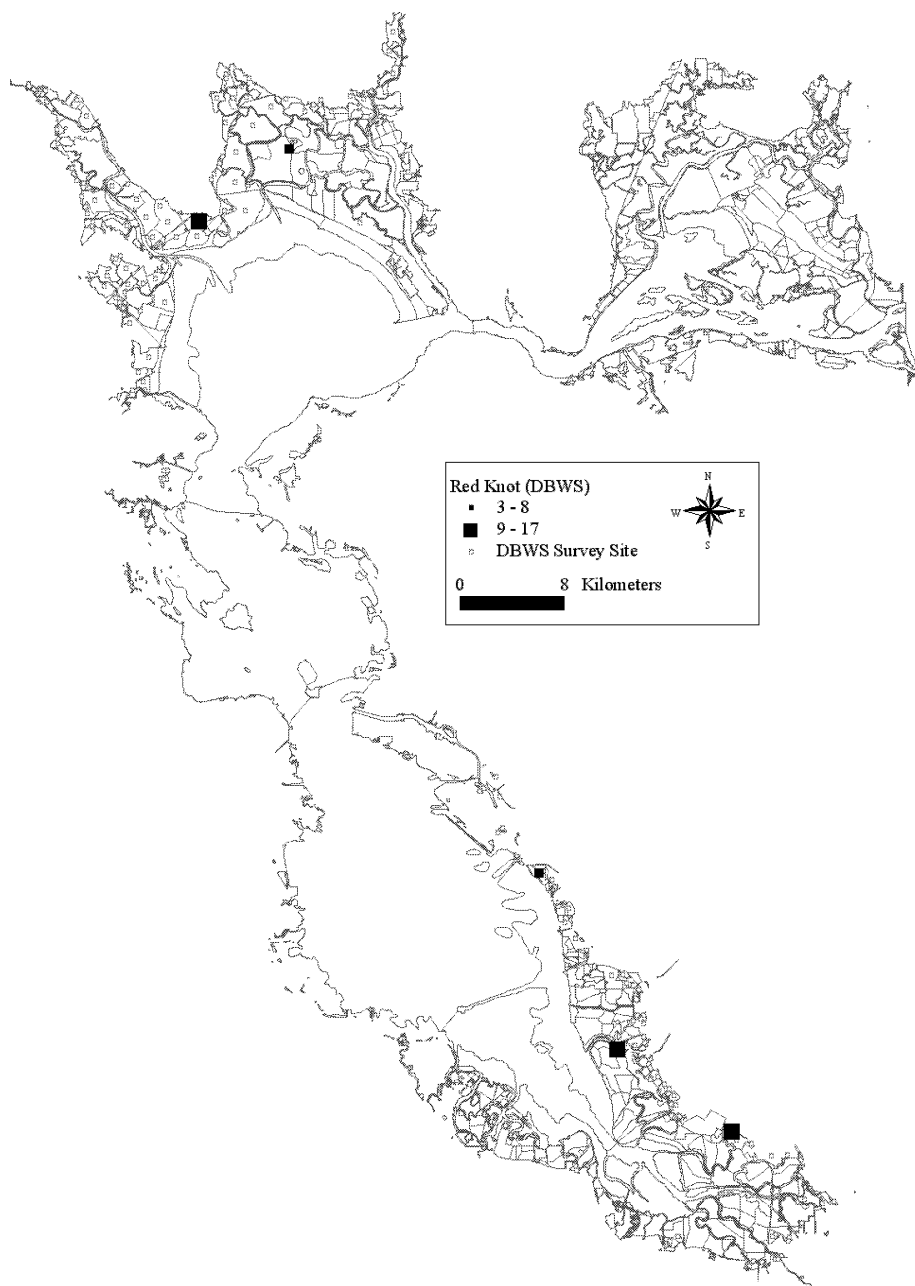 Red Knot (DBWS)
3 - 8
9 - 17
DBWS Survey Site
0 8 Kilometers
N
W E
S